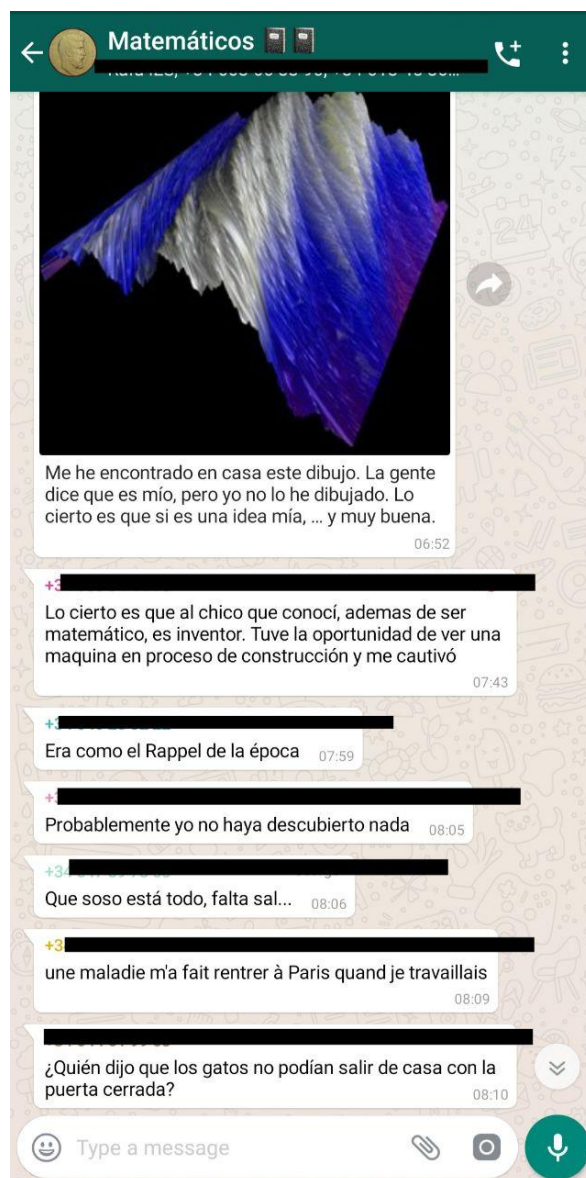 Matemáticos
Me he encontrado en casa este dibujo. La gente
dice que es mío, pero yo no lo he dibujado. Lo
cierto es que si es una idea mía, ... y muy buena.
06:52
Lo cierto es que al chico que conocí, ademas de ser
matemático, es inventor. Tuve la oportunidad de ver una
maquina en proceso de construcción y me cautivó
07:43
Era como el Rappel de la época 07:59
Probablemente yo no haya descubierto nada 08:05
Que soso está todo, falta sal... 08:06
une maladie m'a fait rentrer à Paris quand je travaillais
08:09
¿Quién dijo que los gatos no podían salir de casa con la
puerta cerrada? 08:10
Type a message